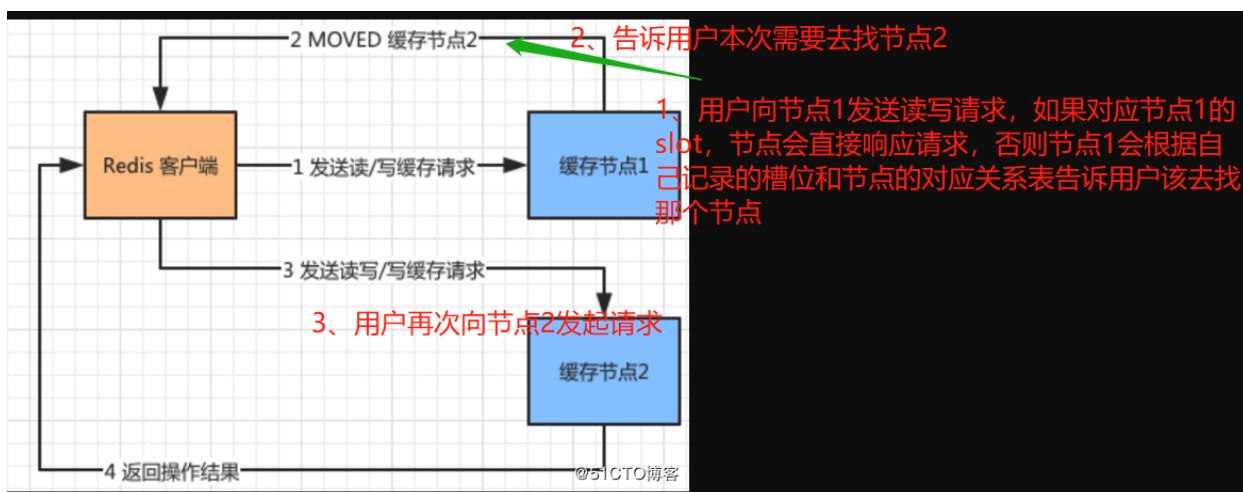 2 MOVED 缓存节点2
2、告诉用户本次需要去找节点2
1、用户向节点1发送读写请求，如果对应节点1的
slot，节点会直接响应请求，否则节点1会根据自
己记录的槽位和节点的对应关系表告诉用户该去找
那个节点
Redis 客户端
1 发送读/写缓存请求
缓存节点1
3 发送读写/写缓存请求
3、用户再次向节点2发起请求
缓存节点2
4 返回操作结果
@51CTO博客